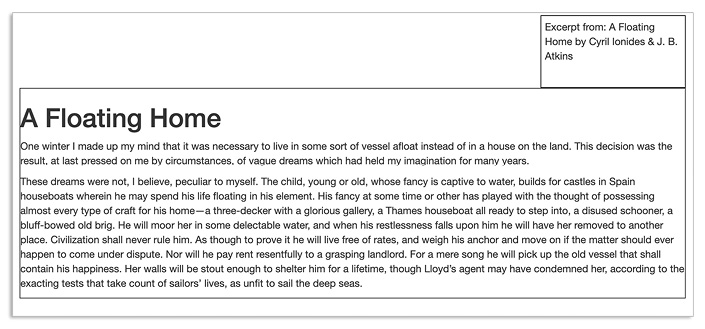 Excerpt from: A Floating
Home by Cyril Ionides & J. B.
Atkins
A Floating Home
One winter I made up my mind that it was necessary to live in some sort of vessel afloat instead of in a house on the land. This decision was the
result, at last pressed on me by circumstances, of vague dreams which had held my imagination for many years.
These dreams were not, I believe, peculiar to myself. The child, young or old, whose fancy is captive to water, builds for castles in Spain
houseboats wherein he may spend his life floating in his element. His fancy at some time or other has played with the thought of possessing
almost every type of craft for his home—a three-decker with a glorious gallery, a Thames houseboat all ready to step into, a disused schooner, a
bluff-bowed old brig. He will moor her in some delectable water, and when his restlessness falls upon him he will have her removed to another
place. Civilization shall never rule him. As though to prove it he will live free of rates, and weigh his anchor and move on if the matter should ever
happen to come under dispute. Nor will he pay rent resentfully to a grasping landlord. For a mere song he will pick up the old vessel that shall
contain his happiness. Her walls will be stout enough to shelter him for a lifetime, though Lloyd's agent may have condemned her, according to the
exacting tests that take count of sailors' lives, as unfit to sail the deep seas.